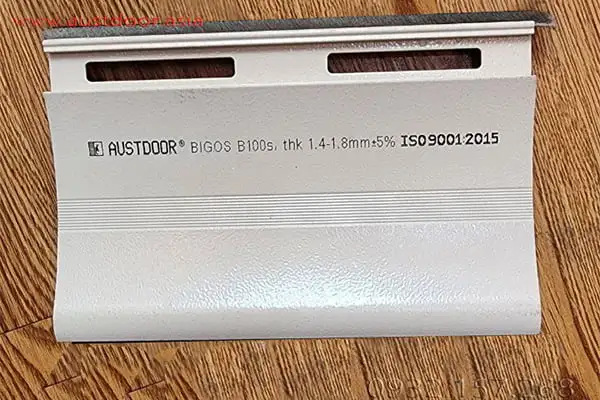 www.austdoor.asia
AUSTDOOR® BIGOS B100s, thk 1.4-1.8mm±5% ISO9001:2015